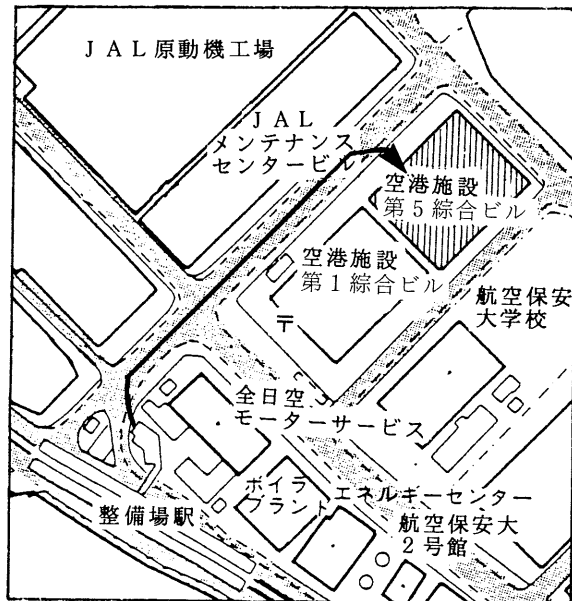 JAL原動機工場
JAL
メンテナンス
センタービル
空港施設
第5綜合ビル
空港施設
第1綜合ビル
航空保安
大学校
〒
全日空
モーターサービス
ボイラ
プラント
エネルギーセンター
整備場駅
航空保安大
2号館